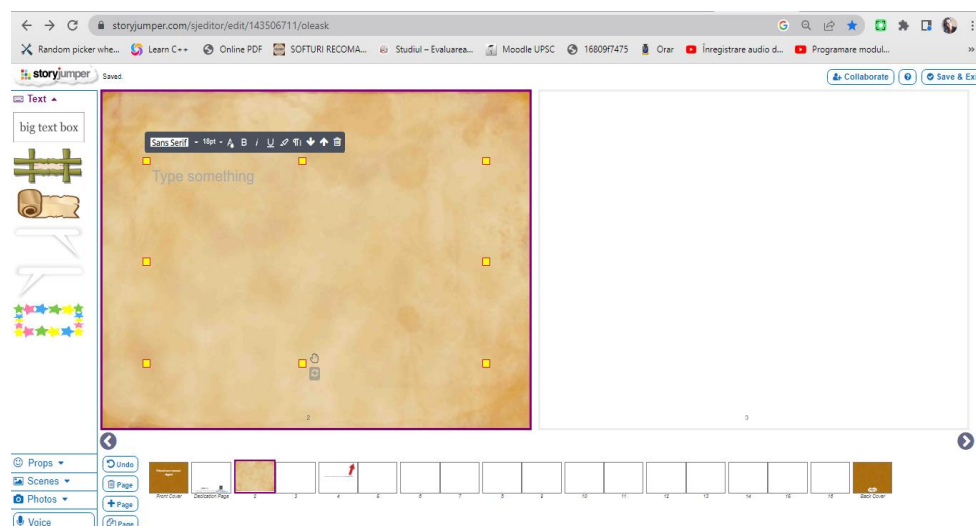 storyjumper.com/sjeditor/edit/143506711/oleask
Random picker whe... Learn C++ Online PDF SOFTURI RECOMA... Studiul – Evaluarea... Moodle UPSC 16809f7475 Orar Înregistrare audio d... Programare modul... »
storyjumper Saved. Collaborate Save & Exi
Text
big text box
Sans Serif 18pt A B i U
Type something
2
3
Props
Scenes
Photos
Voice
Undo
Page
+ Page
Page
Front Cover Dedication Page 2 3 4 5 6 7 8 9 10 11 12 13 14 15 16 Back Cover